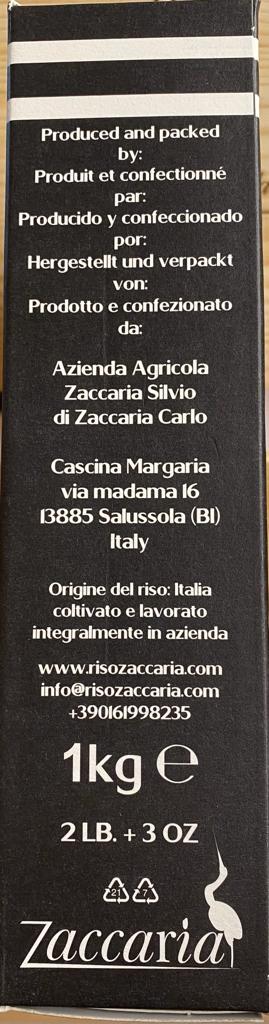 Produced and packed
by:
Produit et confectionné
par:
Producido y confeccionado
por:
Hergestellt und verpackt
von:
Prodotto e confezionato
da:
Azienda Agricola
Zaccaria Silvio
di Zaccaria Carlo
Cascina Margaria
via madama 16
13885 Salussola (BI)
Italy
Origine del riso: Italia
coltivato e lavorato
integralmente in azienda
www.risozaccaria.com
info@risozaccaria.com
+390161998235
1kg ℮
2 LB. + 3 OZ
21 7
Zaccaria